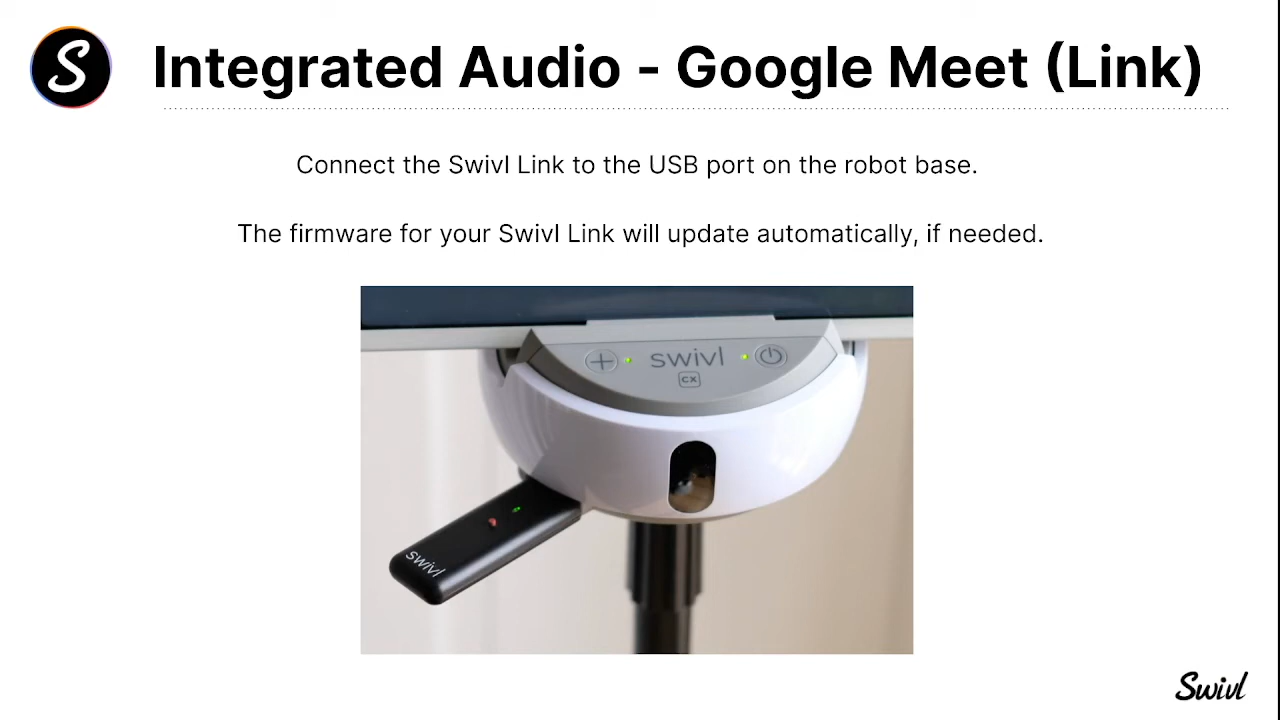 S
Integrated Audio - Google Meet (Link)
Connect the Swivl Link to the USB port on the robot base.
The firmware for your Swivl Link will update automatically, if needed.
swivl
CX
swivl
Swivl